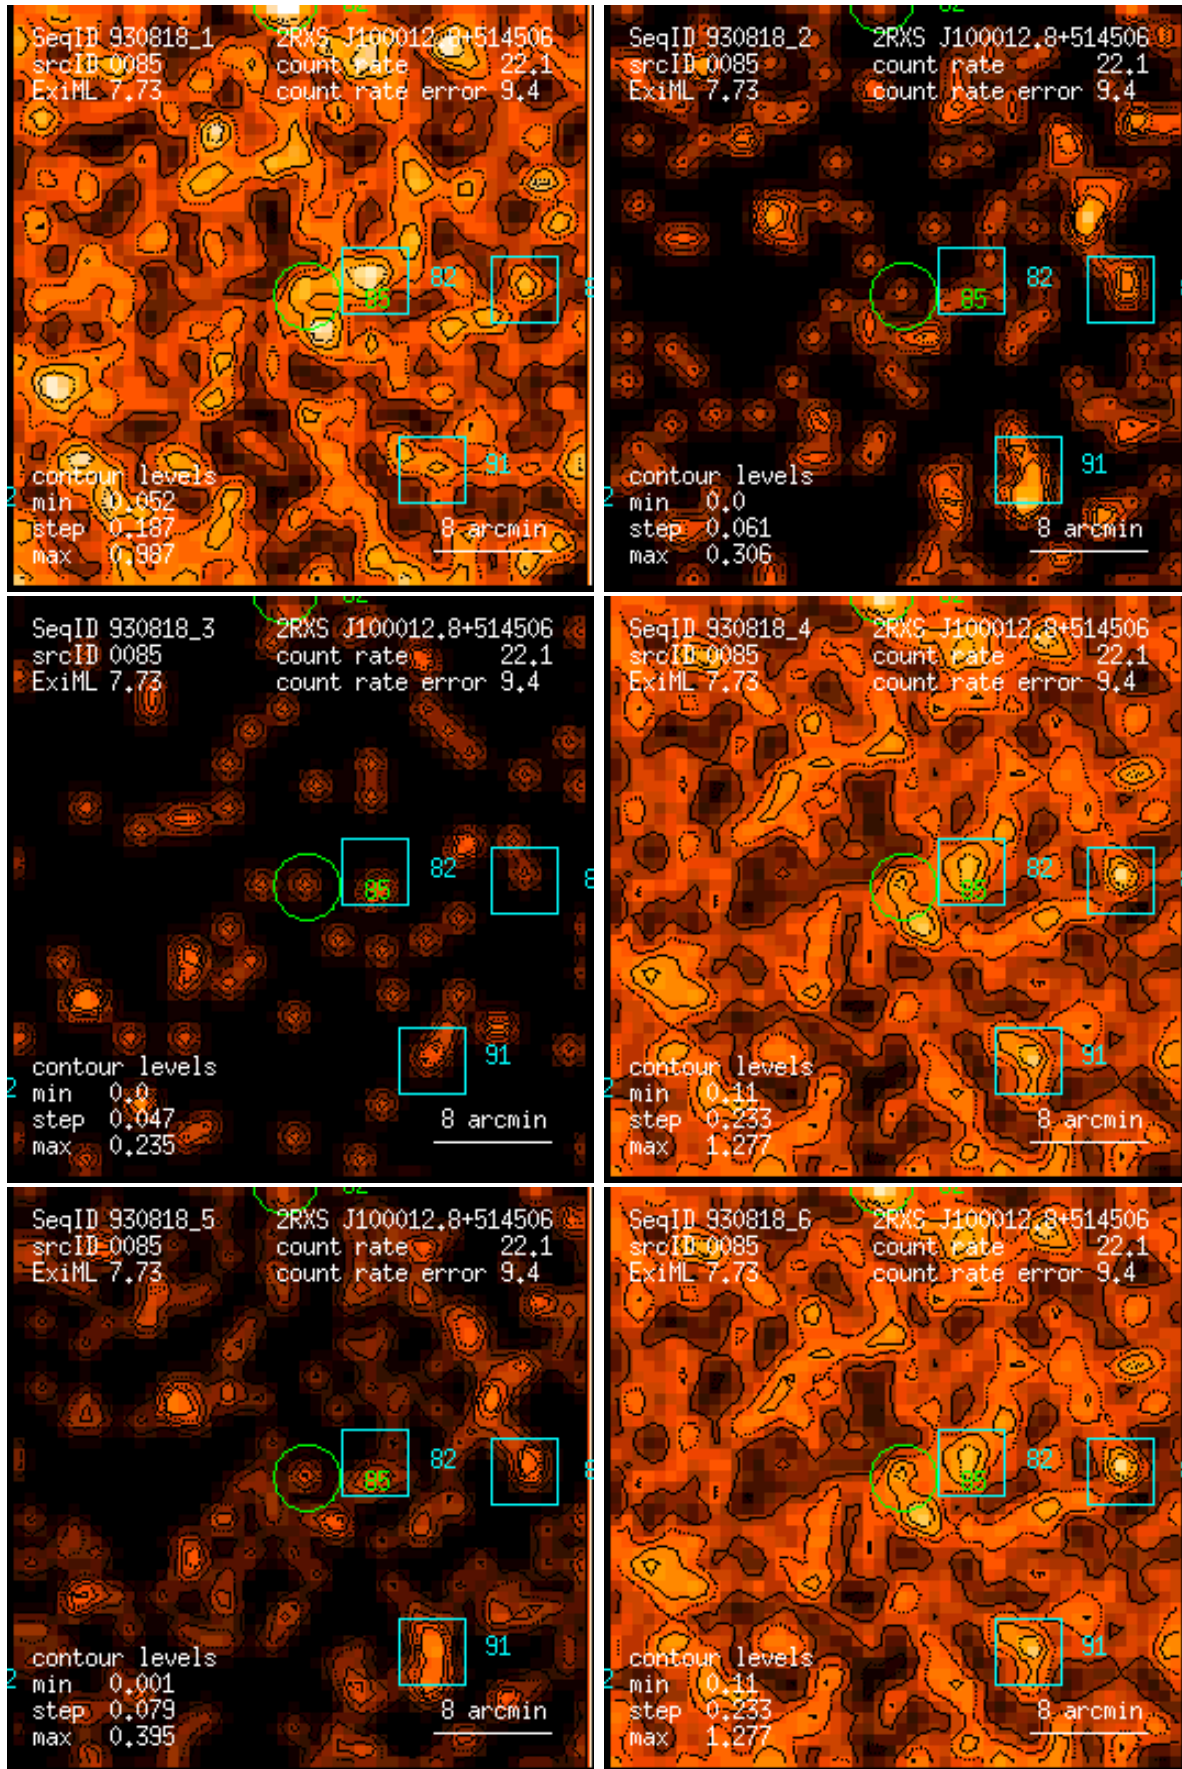 82
SeqID 930818_1 2RXS J100012.8+514506
srcID 0085 count rate 22.1
ExiML 7.73 count rate error 9.4
82
85
91
contour levels
min 0.052
step 0.187 8 arcmin
max 0.987
82
SeqID 930818_2 2RXS J100012.8+514506
srcID 0085 count rate 22.1
ExiML 7.73 count rate error 9.4
82
85
91
contour levels
2 min 0.0
step 0.061 8 arcmin
max 0.306
SeqID 930818_3 2RXS J100012.8+514506
srcID 0085 count rate 22.1
ExiML 7.73 count rate error 9.4
82
85
8
91
contour levels
2 min 0.0
step 0.047 8 arcmin
max 0.235
SeqID 930818_4 2RXS J100012.8+514506
srcID 0085 count rate 22.1
ExiML 7.73 count rate error 9.4
82
85
91
contour levels
min 0.11
step 0.233 8 arcmin
max 1.277
SeqID 930818_5 2RXS J100012.8+514506
srcID 0085 count rate 22.1
ExiML 7.73 count rate error 9.4
82
85
8
91
contour levels
2 min 0.001
step 0.079 8 arcmin
max 0.395
SeqID 930818_6 2RXS J100012.8+514506
srcID 0085 count rate 22.1
ExiML 7.73 count rate error 9.4
82
85
91
contour levels
min 0.11
step 0.233 8 arcmin
max 1.277